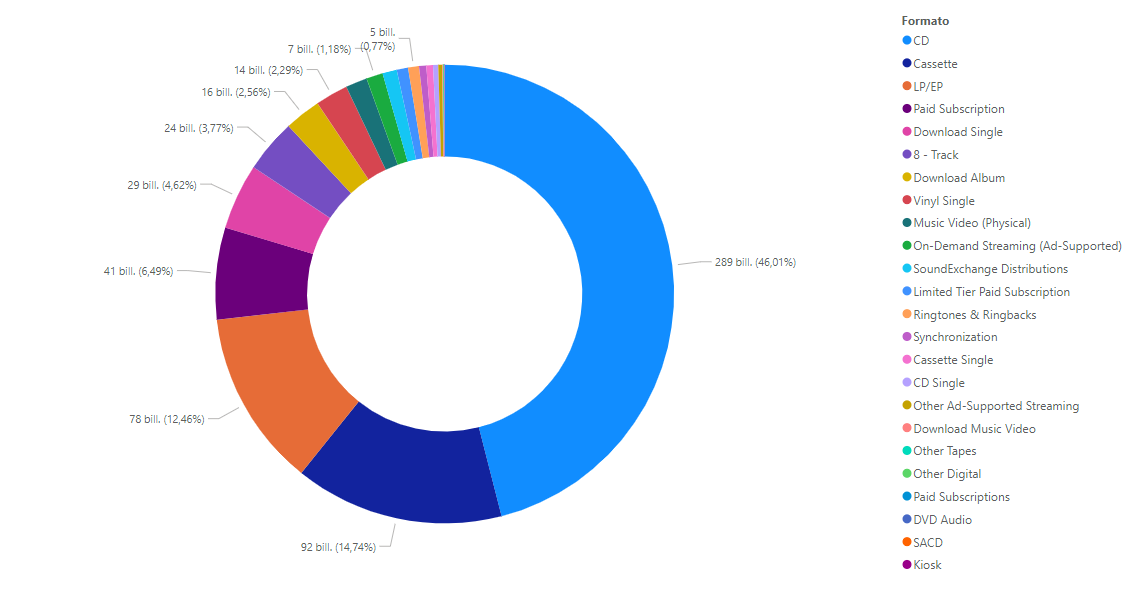 5 bill.
(0,77%)
7 bill. (1,18%)
14 bill. (2,29%)
16 bill. (2,56%)
24 bill. (3,77%)
29 bill. (4,62%)
41 bill. (6,49%)
78 bill. (12,46%)
92 bill. (14,74%)
289 bill. (46,01%)
Formato
CD
Cassette
LP/EP
Paid Subscription
Download Single
8 - Track
Download Album
Vinyl Single
Music Video (Physical)
On-Demand Streaming (Ad-Supported)
SoundExchange Distributions
Limited Tier Paid Subscription
Ringtones & Ringbacks
Synchronization
Cassette Single
CD Single
Other Ad-Supported Streaming
Download Music Video
Other Tapes
Other Digital
Paid Subscriptions
DVD Audio
SACD
Kiosk